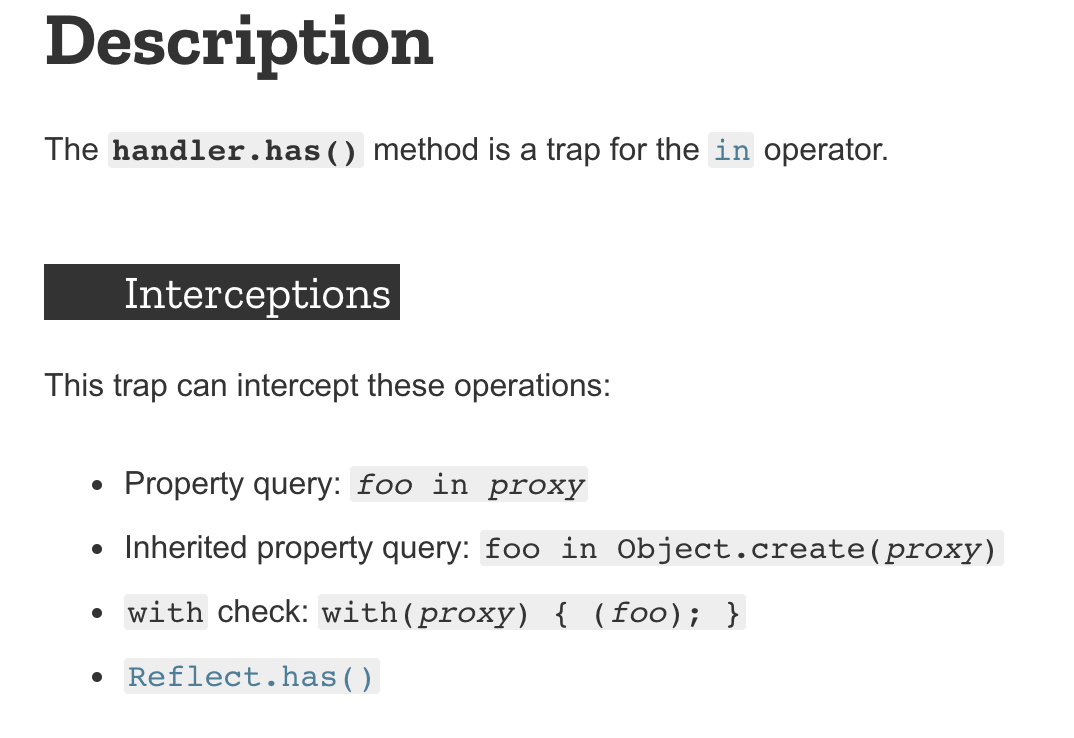 Description
The handler.has() method is a trap for the in operator.
Interceptions
This trap can intercept these operations:
• Property query: foo in proxy
• Inherited property query: foo in Object.create(proxy)
• with check: with(proxy) { (foo); }
• Reflect.has()